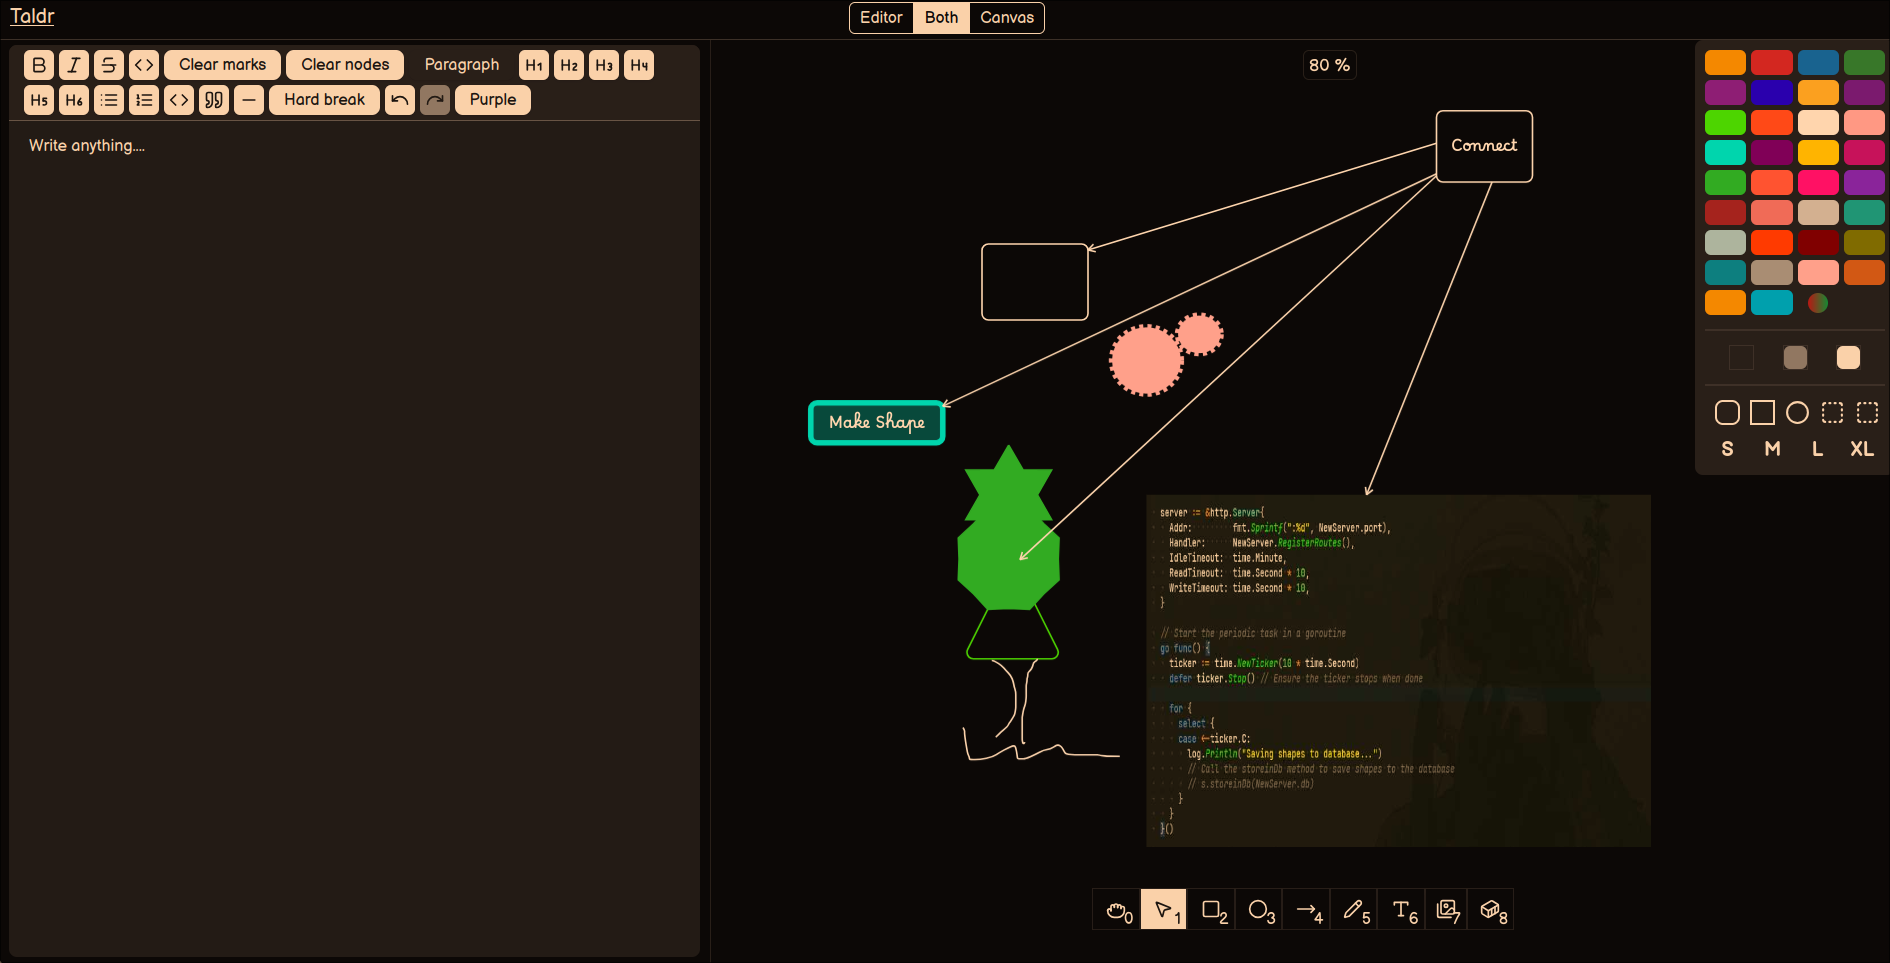 Taldr
Editor Both Canvas
B I S <> Clear marks Clear nodes Paragraph H1 H2 H3 H4
H5 H6 <> Hard break Purple
Write anything....
80 %
Connect
Make Shape
server := &http.Server{
Addr: fmt.Sprintf(":%d", NewServer.port),
Handler: NewServer.RegisterRoutes(),
IdleTimeout: time.Minute,
ReadTimeout: time.Second * 10,
WriteTimeout: time.Second * 10,
}
// Start the periodic task in a goroutine
go func() {
ticker := time.NewTicker(10 * time.Second)
defer ticker.Stop() // Ensure the ticker stops when done
for {
select {
case <-ticker.C:
log.Println("Saving shapes to database...")
// Call the storeinDb method to save shapes to the database
// s.storeinDb(NewServer.db)
}
}
}()
S M L XL
0 1 2 3 4 5 T 6 7 8